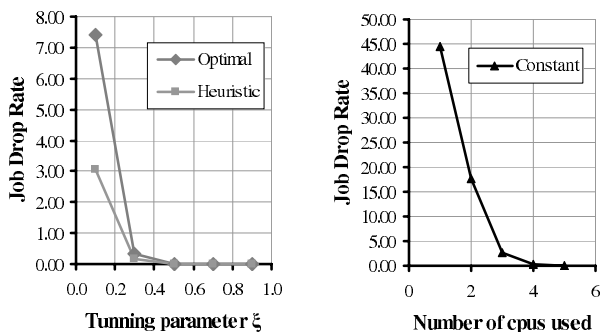 8.00
7.00
6.00
5.00
4.00
3.00
2.00
1.00
0.00
Job Drop Rate
Optimal
Heuristic
0.0 0.2 0.4 0.6 0.8 1.0
Tunning parameter ξ
50.00
45.00
40.00
35.00
30.00
25.00
20.00
15.00
10.00
5.00
0.00
Job Drop Rate
Constant
0 2 4 6
Number of cpus used